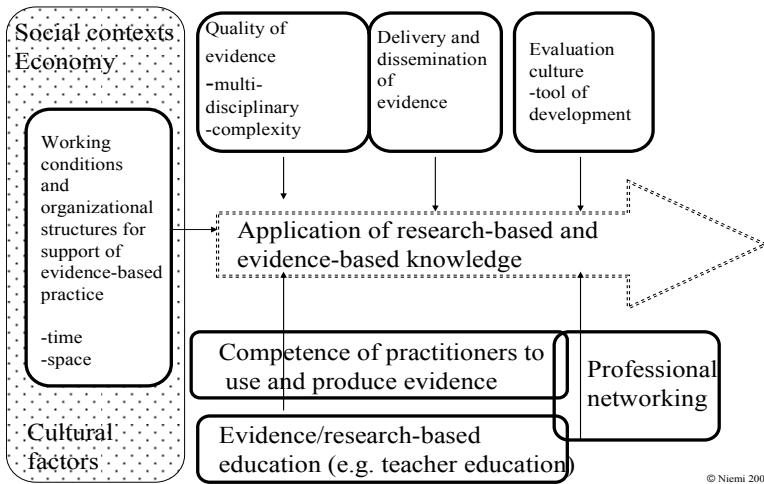 Social contexts
Economy
Working
conditions
and
organizational
structures for
support of
evidence-based
practice
-time
-space
Cultural
factors
Quality of
evidence
-multi-
disciplinary
-complexity
Delivery and
dissemination
of
evidence
Evaluation
culture
-tool of
development
Application of research-based and
evidence-based knowledge
Competence of practitioners to
use and produce evidence
Professional
networking
Evidence/research-based
education (e.g. teacher education)
© Niemi 200